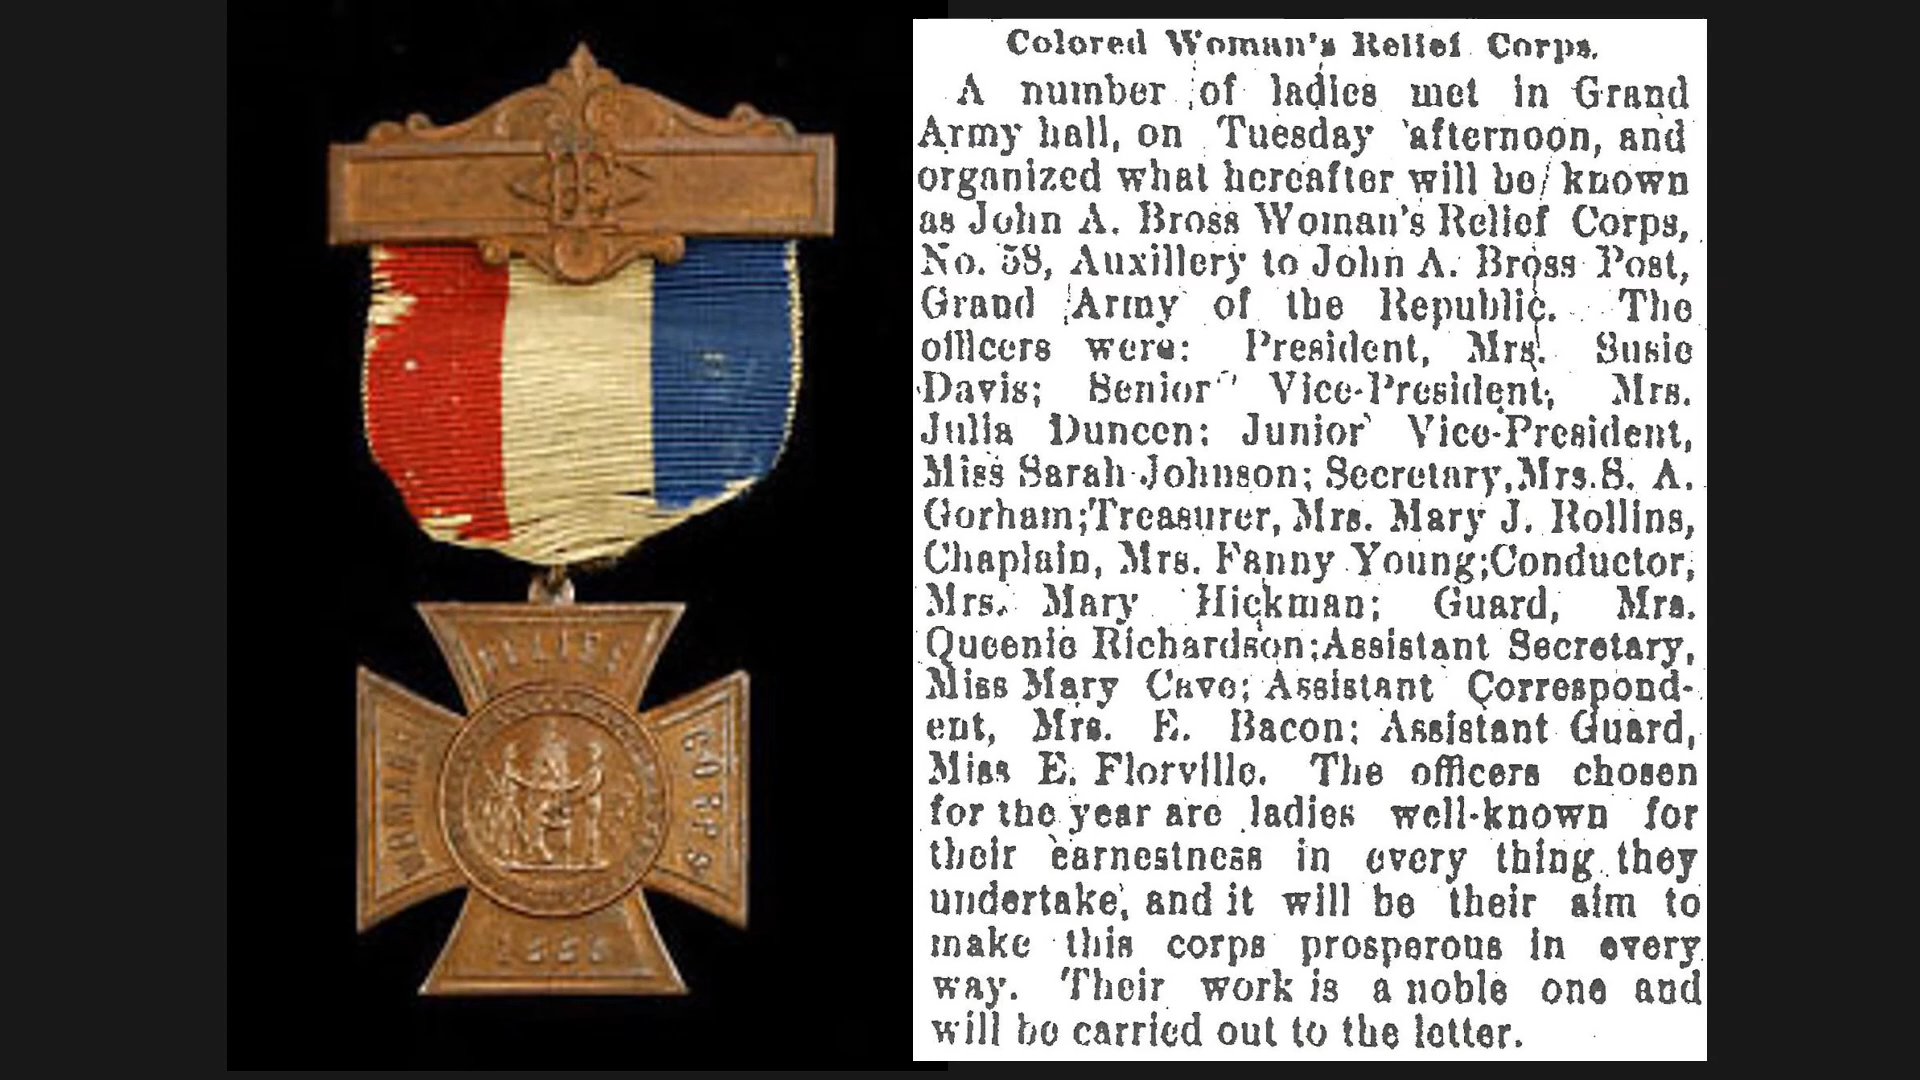 RELIEF
WOMAN'S
CORPS
Colored Woman's Relief Corps.
A number of ladies met in Grand
Army hall, on Tuesday afternoon, and
organized what hereafter will be known
as John A. Bross Woman's Relief Corps,
No. 58, Auxillery to John A. Bross Post,
Grand Army of the Republic. The
officers were: President, Mrs. Susie
Davis; Senior Vice-President, Mrs.
Julia Duncen; Junior Vice-President,
Miss Sarah Johnson; Secretary, Mrs. S. A.
Gorham; Treasurer, Mrs. Mary J. Rollins,
Chaplain, Mrs. Fanny Young; Conductor,
Mrs. Mary Hickman; Guard, Mrs.
Queenie Richardson; Assistant Secretary,
Miss Mary Cave; Assistant Correspond-
ent, Mrs. E. Bacon; Assistant Guard,
Miss E. Florville. The officers chosen
for the year are ladies well-known for
their earnestness in every thing they
undertake, and it will be their aim to
make this corps prosperous in every
way. Their work is a noble one and
will be carried out to the letter.